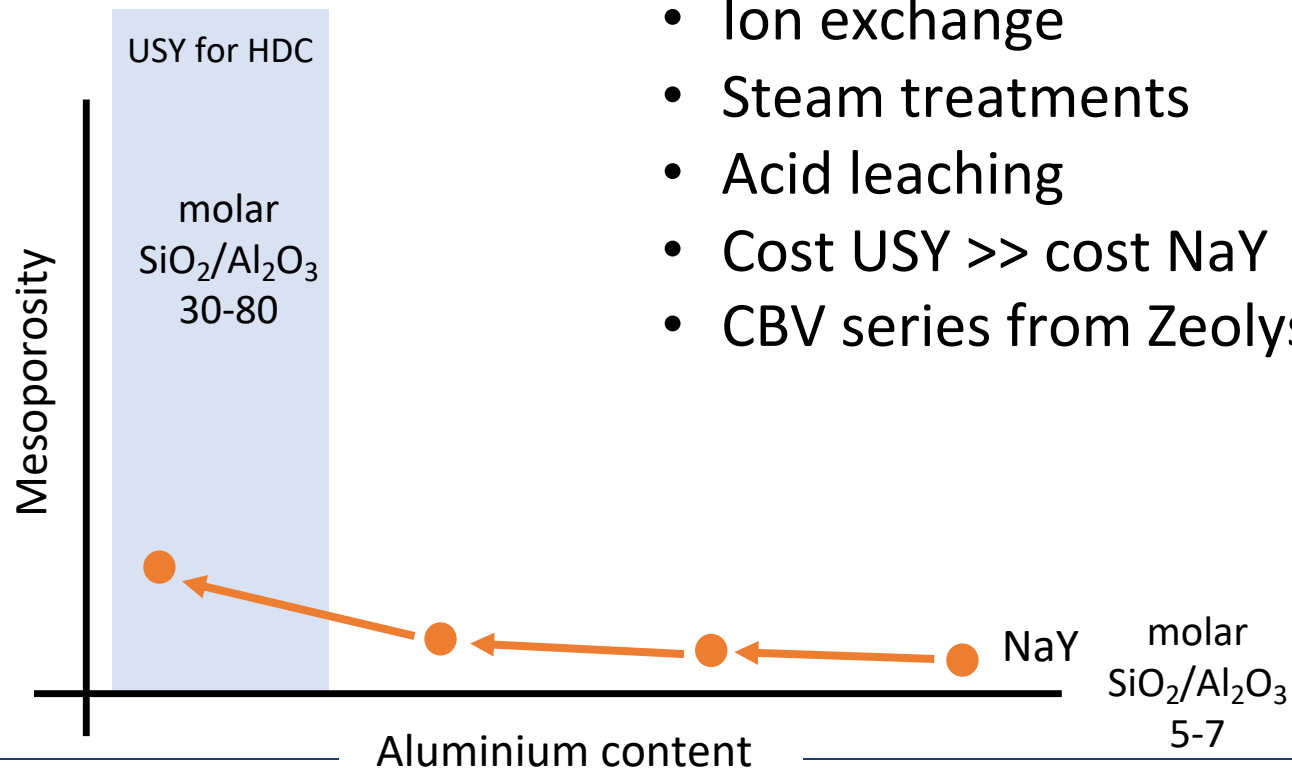 USY for HDC
molar
SiO₂/Al₂O₃
30-80
Mesoporosity
• Ion exchange
• Steam treatments
• Acid leaching
• Cost USY >> cost NaY
• CBV series from Zeolys
NaY
molar
SiO₂/Al₂O₃
5-7
Aluminium content